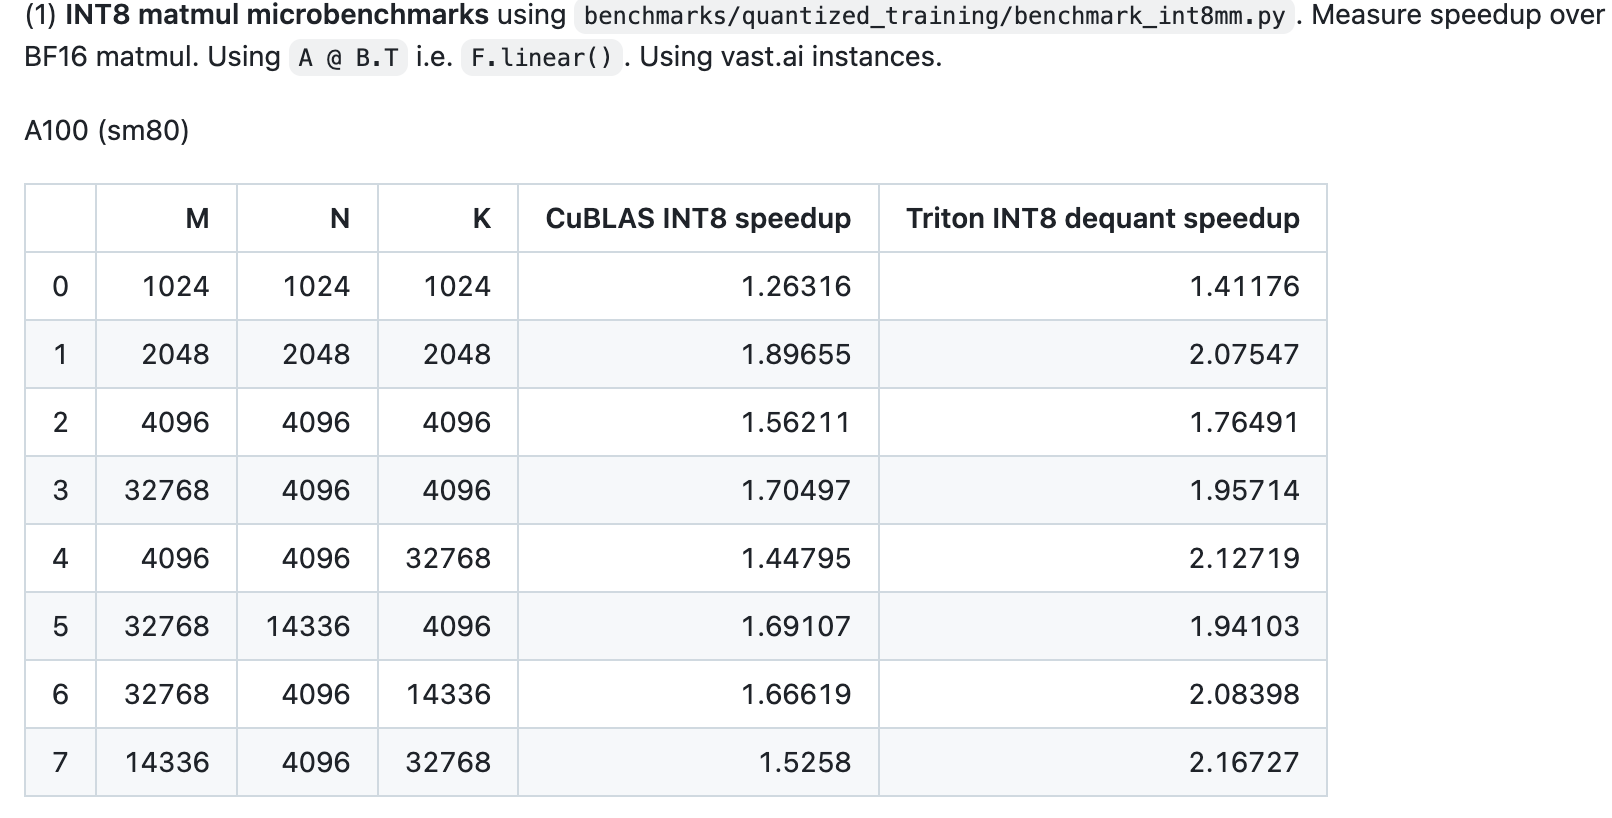 (1) INT8 matmul microbenchmarks using benchmarks/quantized_training/benchmark_int8mm.py. Measure speedup over
BF16 matmul. Using A @ B.T i.e. F.linear(). Using vast.ai instances.
A100 (sm80)
M N K CuBLAS INT8 speedup Triton INT8 dequant speedup
0 1024 1024 1024 1.26316 1.41176
1 2048 2048 2048 1.89655 2.07547
2 4096 4096 4096 1.56211 1.76491
3 32768 4096 4096 1.70497 1.95714
4 4096 4096 32768 1.44795 2.12719
5 32768 14336 4096 1.69107 1.94103
6 32768 4096 14336 1.66619 2.08398
7 14336 4096 32768 1.5258 2.16727